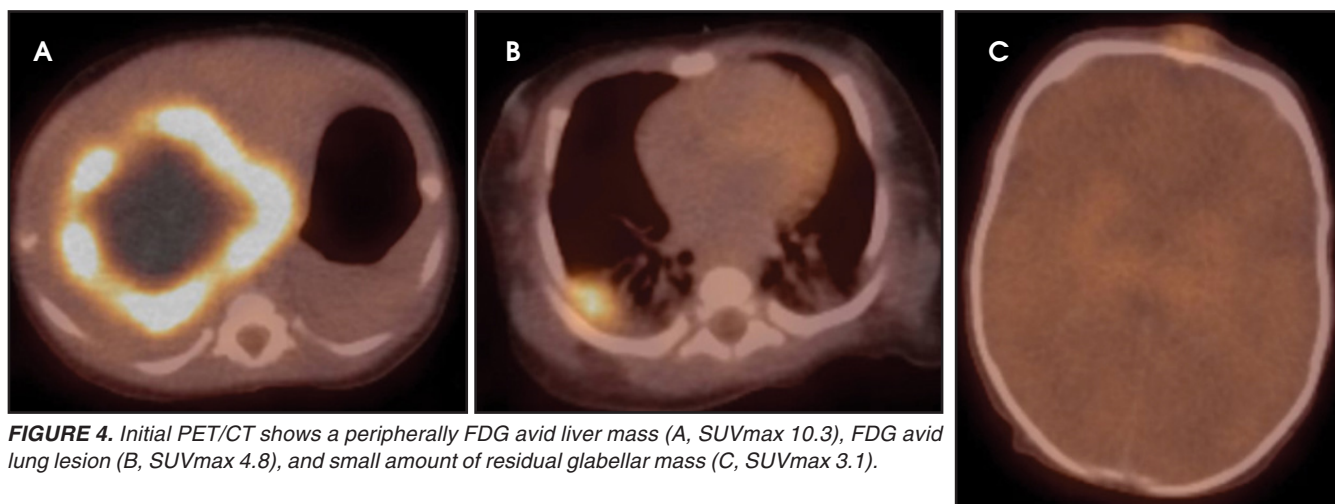 A
B
C
FIGURE 4. Initial PET/CT shows a peripherally FDG avid liver mass (A, SUVmax 10.3), FDG avid
lung lesion (B, SUVmax 4.8), and small amount of residual glabellar mass (C, SUVmax 3.1).